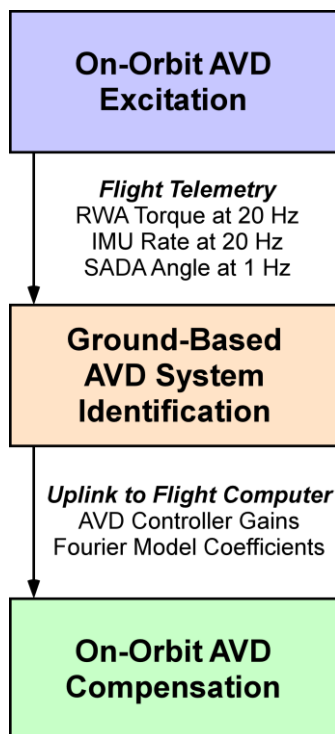 On-Orbit AVD
Excitation
Flight Telemetry
RWA Torque at 20 Hz
IMU Rate at 20 Hz
SADA Angle at 1 Hz
Ground-Based
AVD System
Identification
Uplink to Flight Computer
AVD Controller Gains
Fourier Model Coefficients
On-Orbit AVD
Compensation